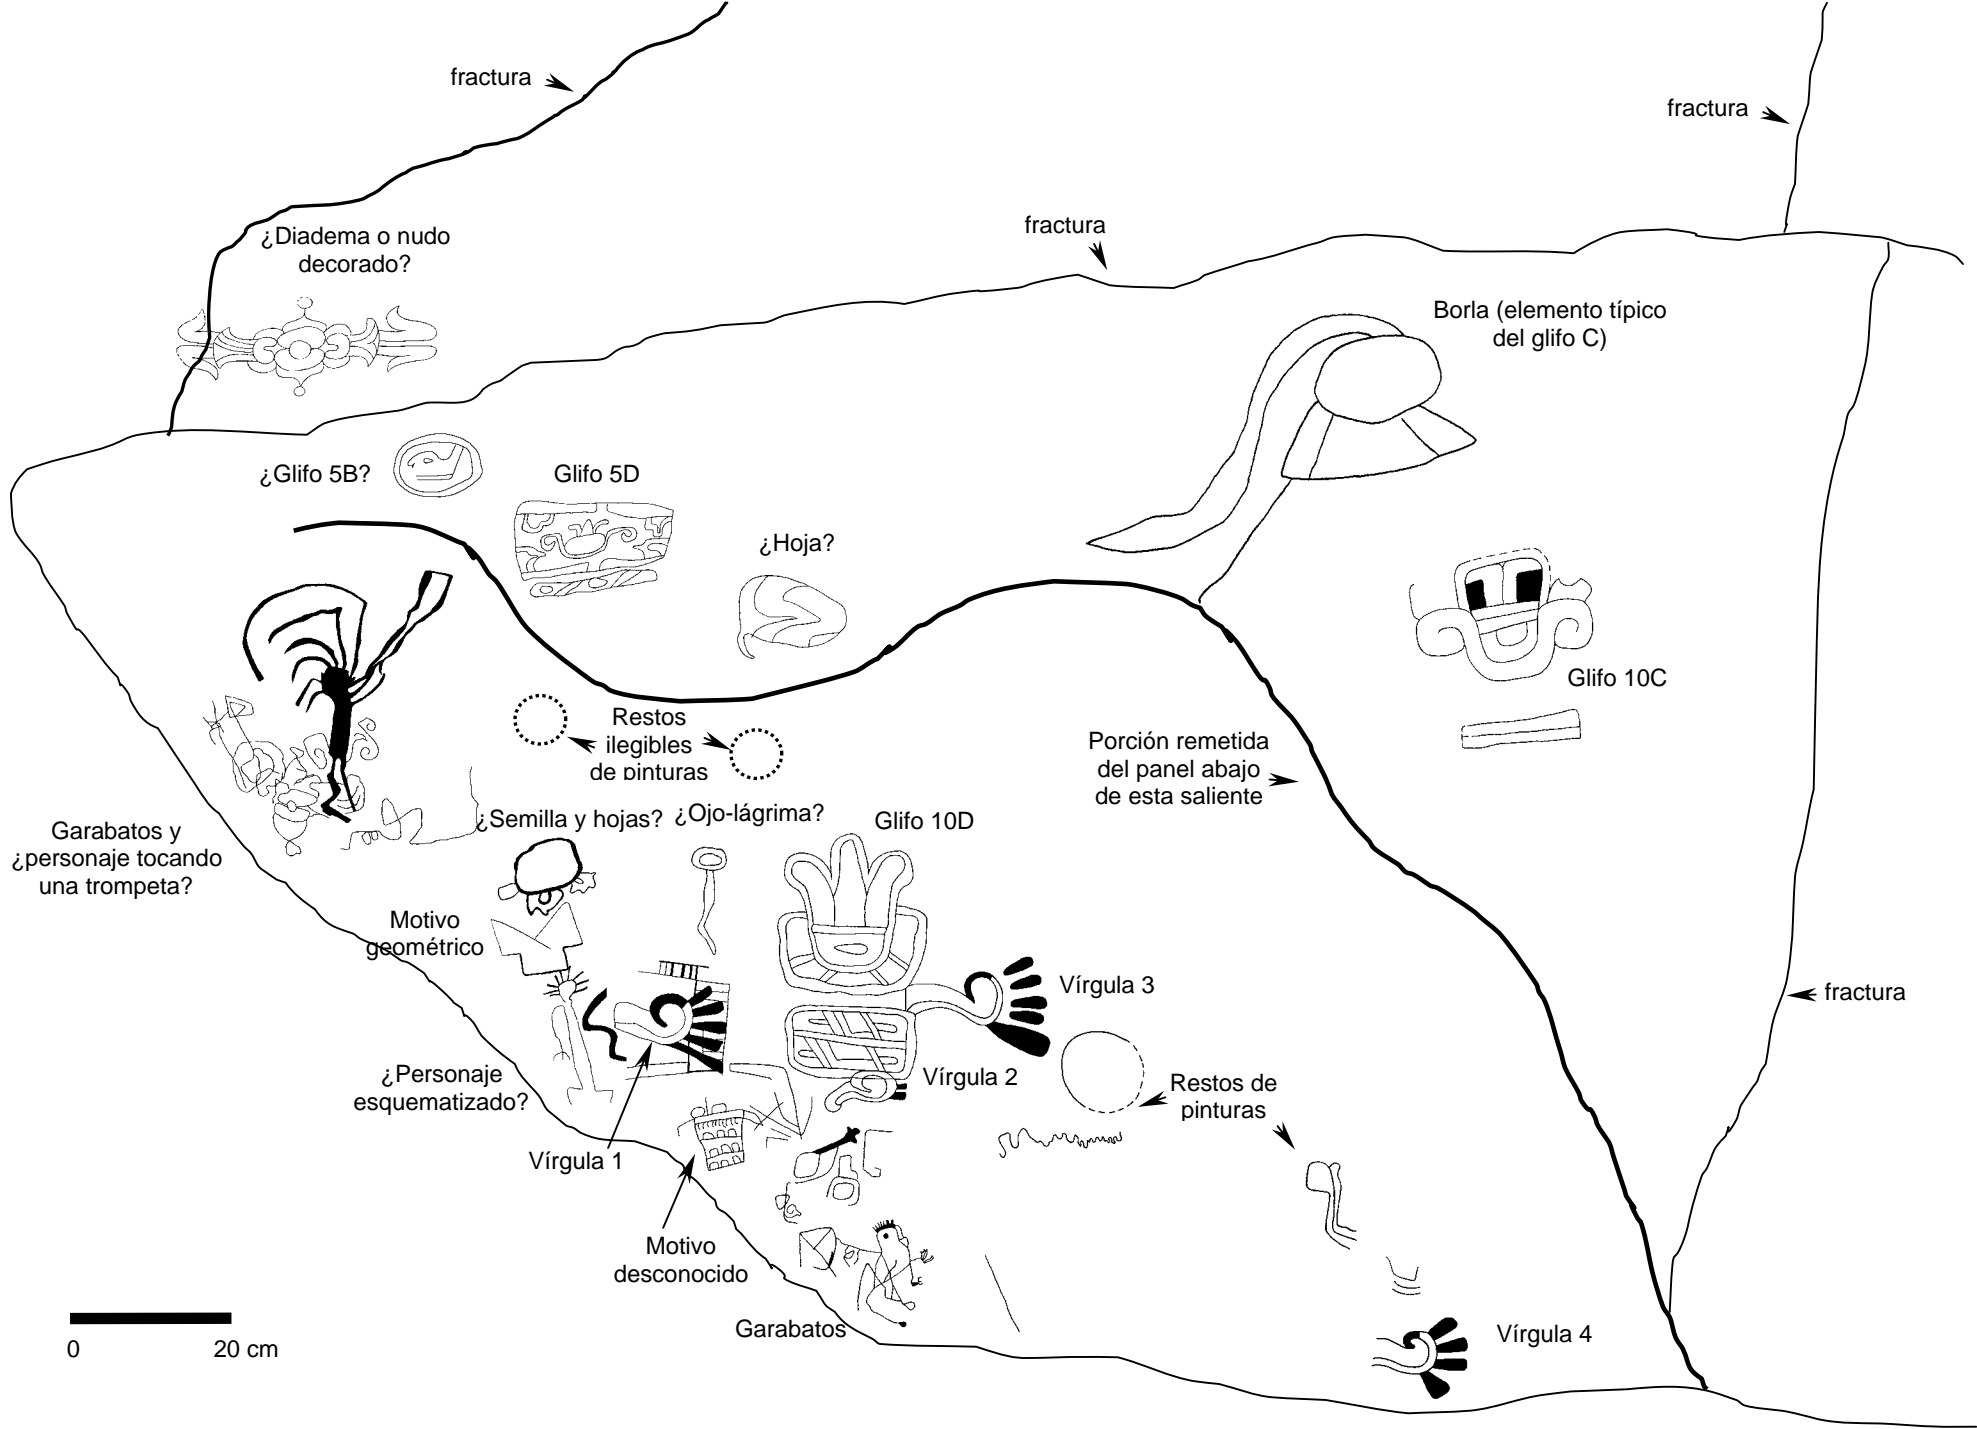 fractura
fractura
fractura
¿Diadema o nudo
decorado?
Borla (elemento típico
del glifo C)
¿Glifo 5B?
Glifo 5D
¿Hoja?
Glifo 10C
Restos
ilegibles
de pinturas
Porción remetida
del panel abajo
de esta saliente
Garabatos y
¿personaje tocando
una trompeta?
¿Semilla y hojas?
¿Ojo-lágrima?
Glifo 10D
Motivo
geométrico
Vírgula 3
fractura
¿Personaje
esquematizado?
Vírgula 2
Restos de
pinturas
Vírgula 1
Motivo
desconocido
Garabatos
Vírgula 4
0 20 cm